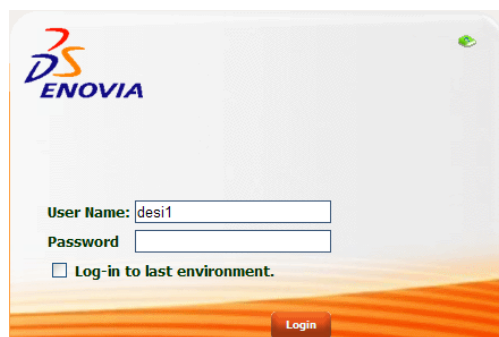 DS
ENOVIA
User Name: desi1
Password
Log-in to last environment.
Login